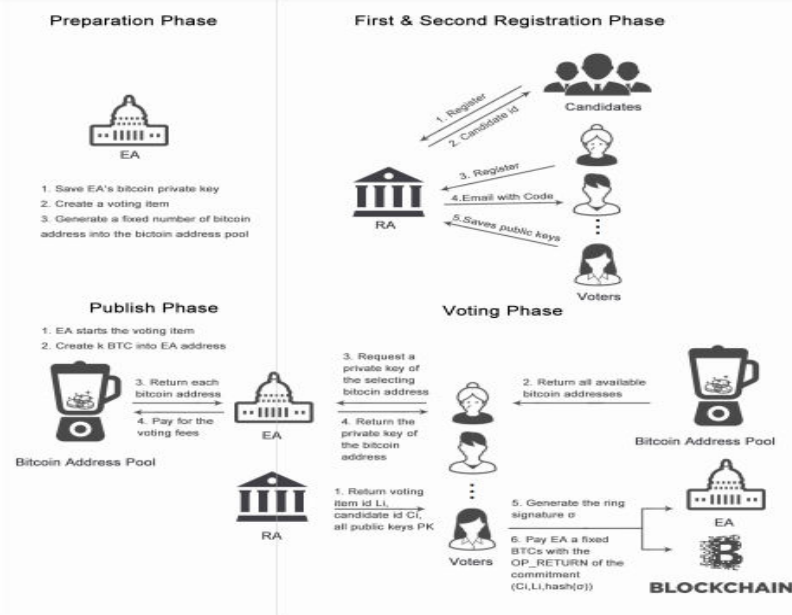 Preparation Phase
EA
1. Save EA's bitcoin private key
2. Create a voting item
3. Generate a fixed number of bitcoin
address into the bictoin address pool
First & Second Registration Phase
1. Register
2. Candidate id
Candidates
3. Register
4.Email with Code
5.Saves public keys
RA
Voters
Publish Phase
1. EA starts the voting item
2. Create k BTC into EA address
3. Return each
bitcoin address
4. Pay for the
voting fees
Bitcoin Address Pool
EA
RA
Voting Phase
3. Request a
private key of
the selecting
bitocin address
4. Return the
private key of
the bitcoin
address
2. Return all available
bitcoin addresses
Bitcoin Address Pool
1. Return voting
item id Li,
candidate id Ci,
all public keys PK
Voters
5. Generate the ring
signature σ
6. Pay EA a fixed
BTCs with the
OP_RETURN of the
commitment
(Ci,Li,hash(σ))
EA
BLOCKCHAIN